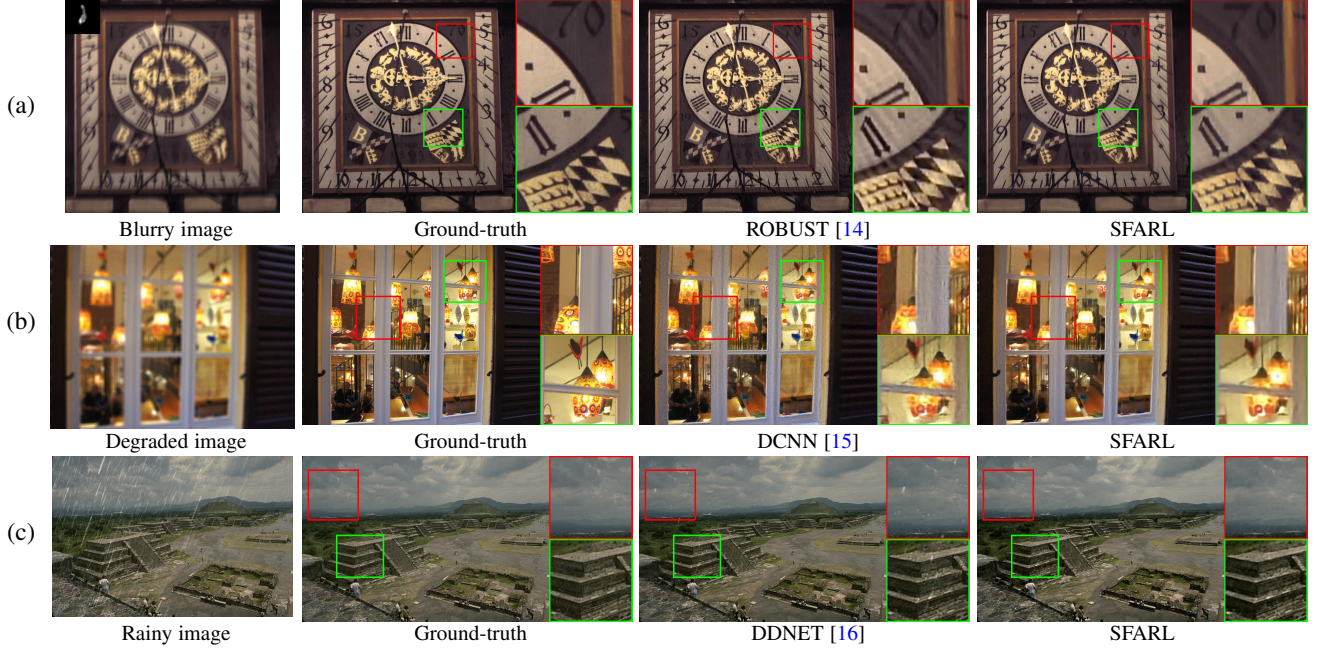 (a)
Blurry image Ground-truth ROBUST [14] SFARL
(b)
Degraded image Ground-truth DCNN [15] SFARL
(c)
Rainy image Ground-truth DDNET [16] SFARL